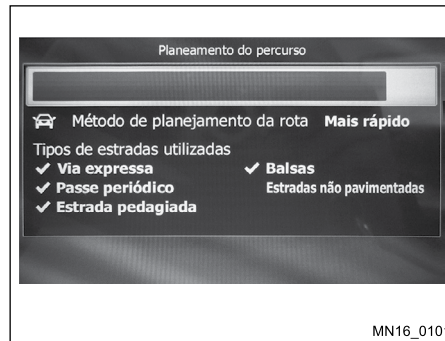 Planeamento do percurso
Método de planejamento da rota Mais rápido
Tipos de estradas utilizadas
✓ Via expressa ✓ Balsas
✓ Passe periódico Estradas não pavimentadas
✓ Estrada pedagiada
MN16_0101